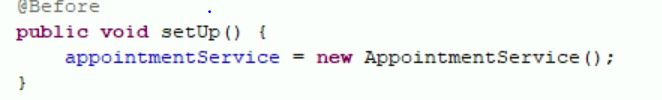 @Before
public void setUp() {
    appointmentService = new AppointmentService();
}